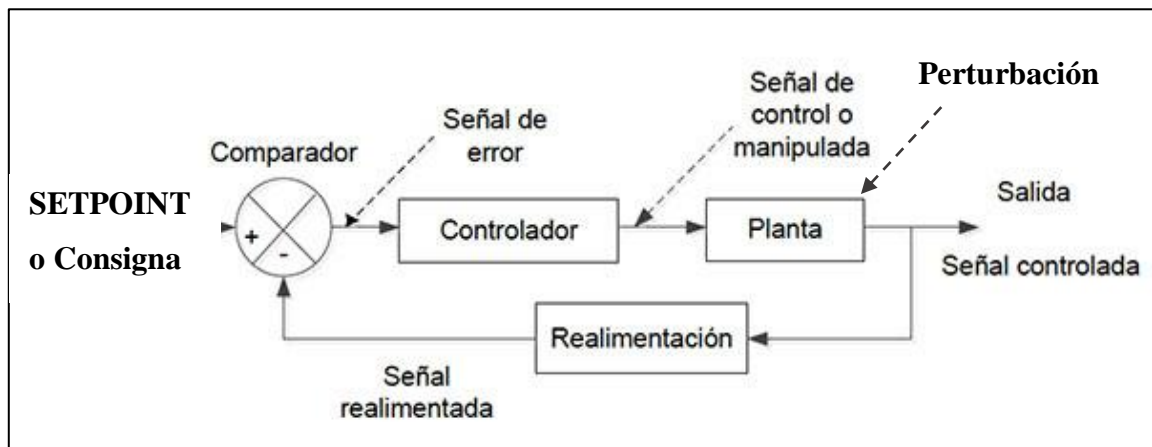 Perturbación
Señal de
control o
manipulada
Señal de
error
Comparador
SETPOINT
o Consigna
+
-
Controlador
Planta
Salida
Señal controlada
Realimentación
Señal
realimentada